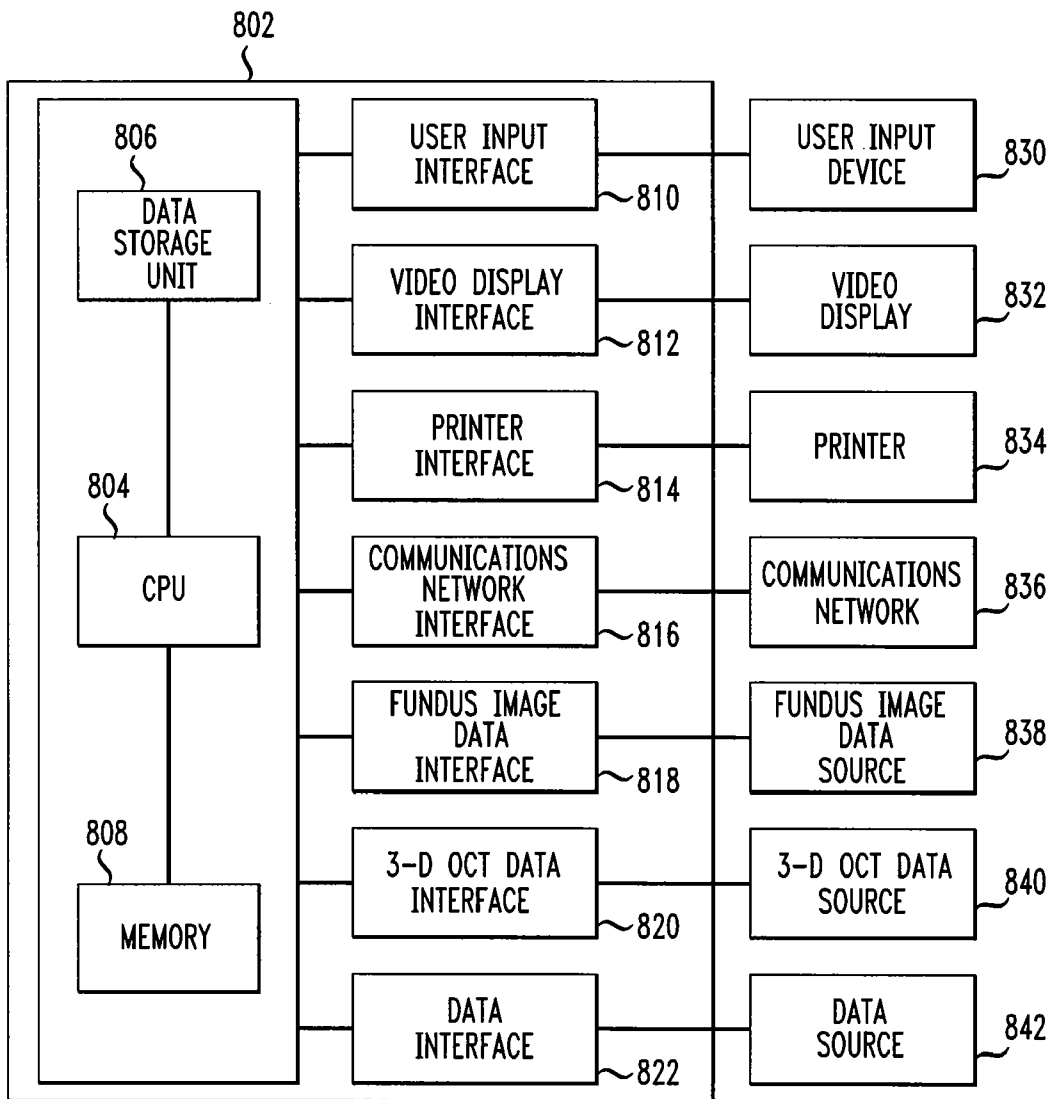 802
806
DATA
STORAGE
UNIT
804
CPU
808
MEMORY
USER INPUT
INTERFACE
810
USER INPUT
DEVICE
830
VIDEO DISPLAY
INTERFACE
812
VIDEO
DISPLAY
832
PRINTER
INTERFACE
814
PRINTER
834
COMMUNICATIONS
NETWORK
INTERFACE
816
COMMUNICATIONS
NETWORK
836
FUNDUS IMAGE
DATA
INTERFACE
818
FUNDUS IMAGE
DATA
SOURCE
838
3-D OCT DATA
INTERFACE
820
3-D OCT DATA
SOURCE
840
DATA
INTERFACE
822
DATA
SOURCE
842